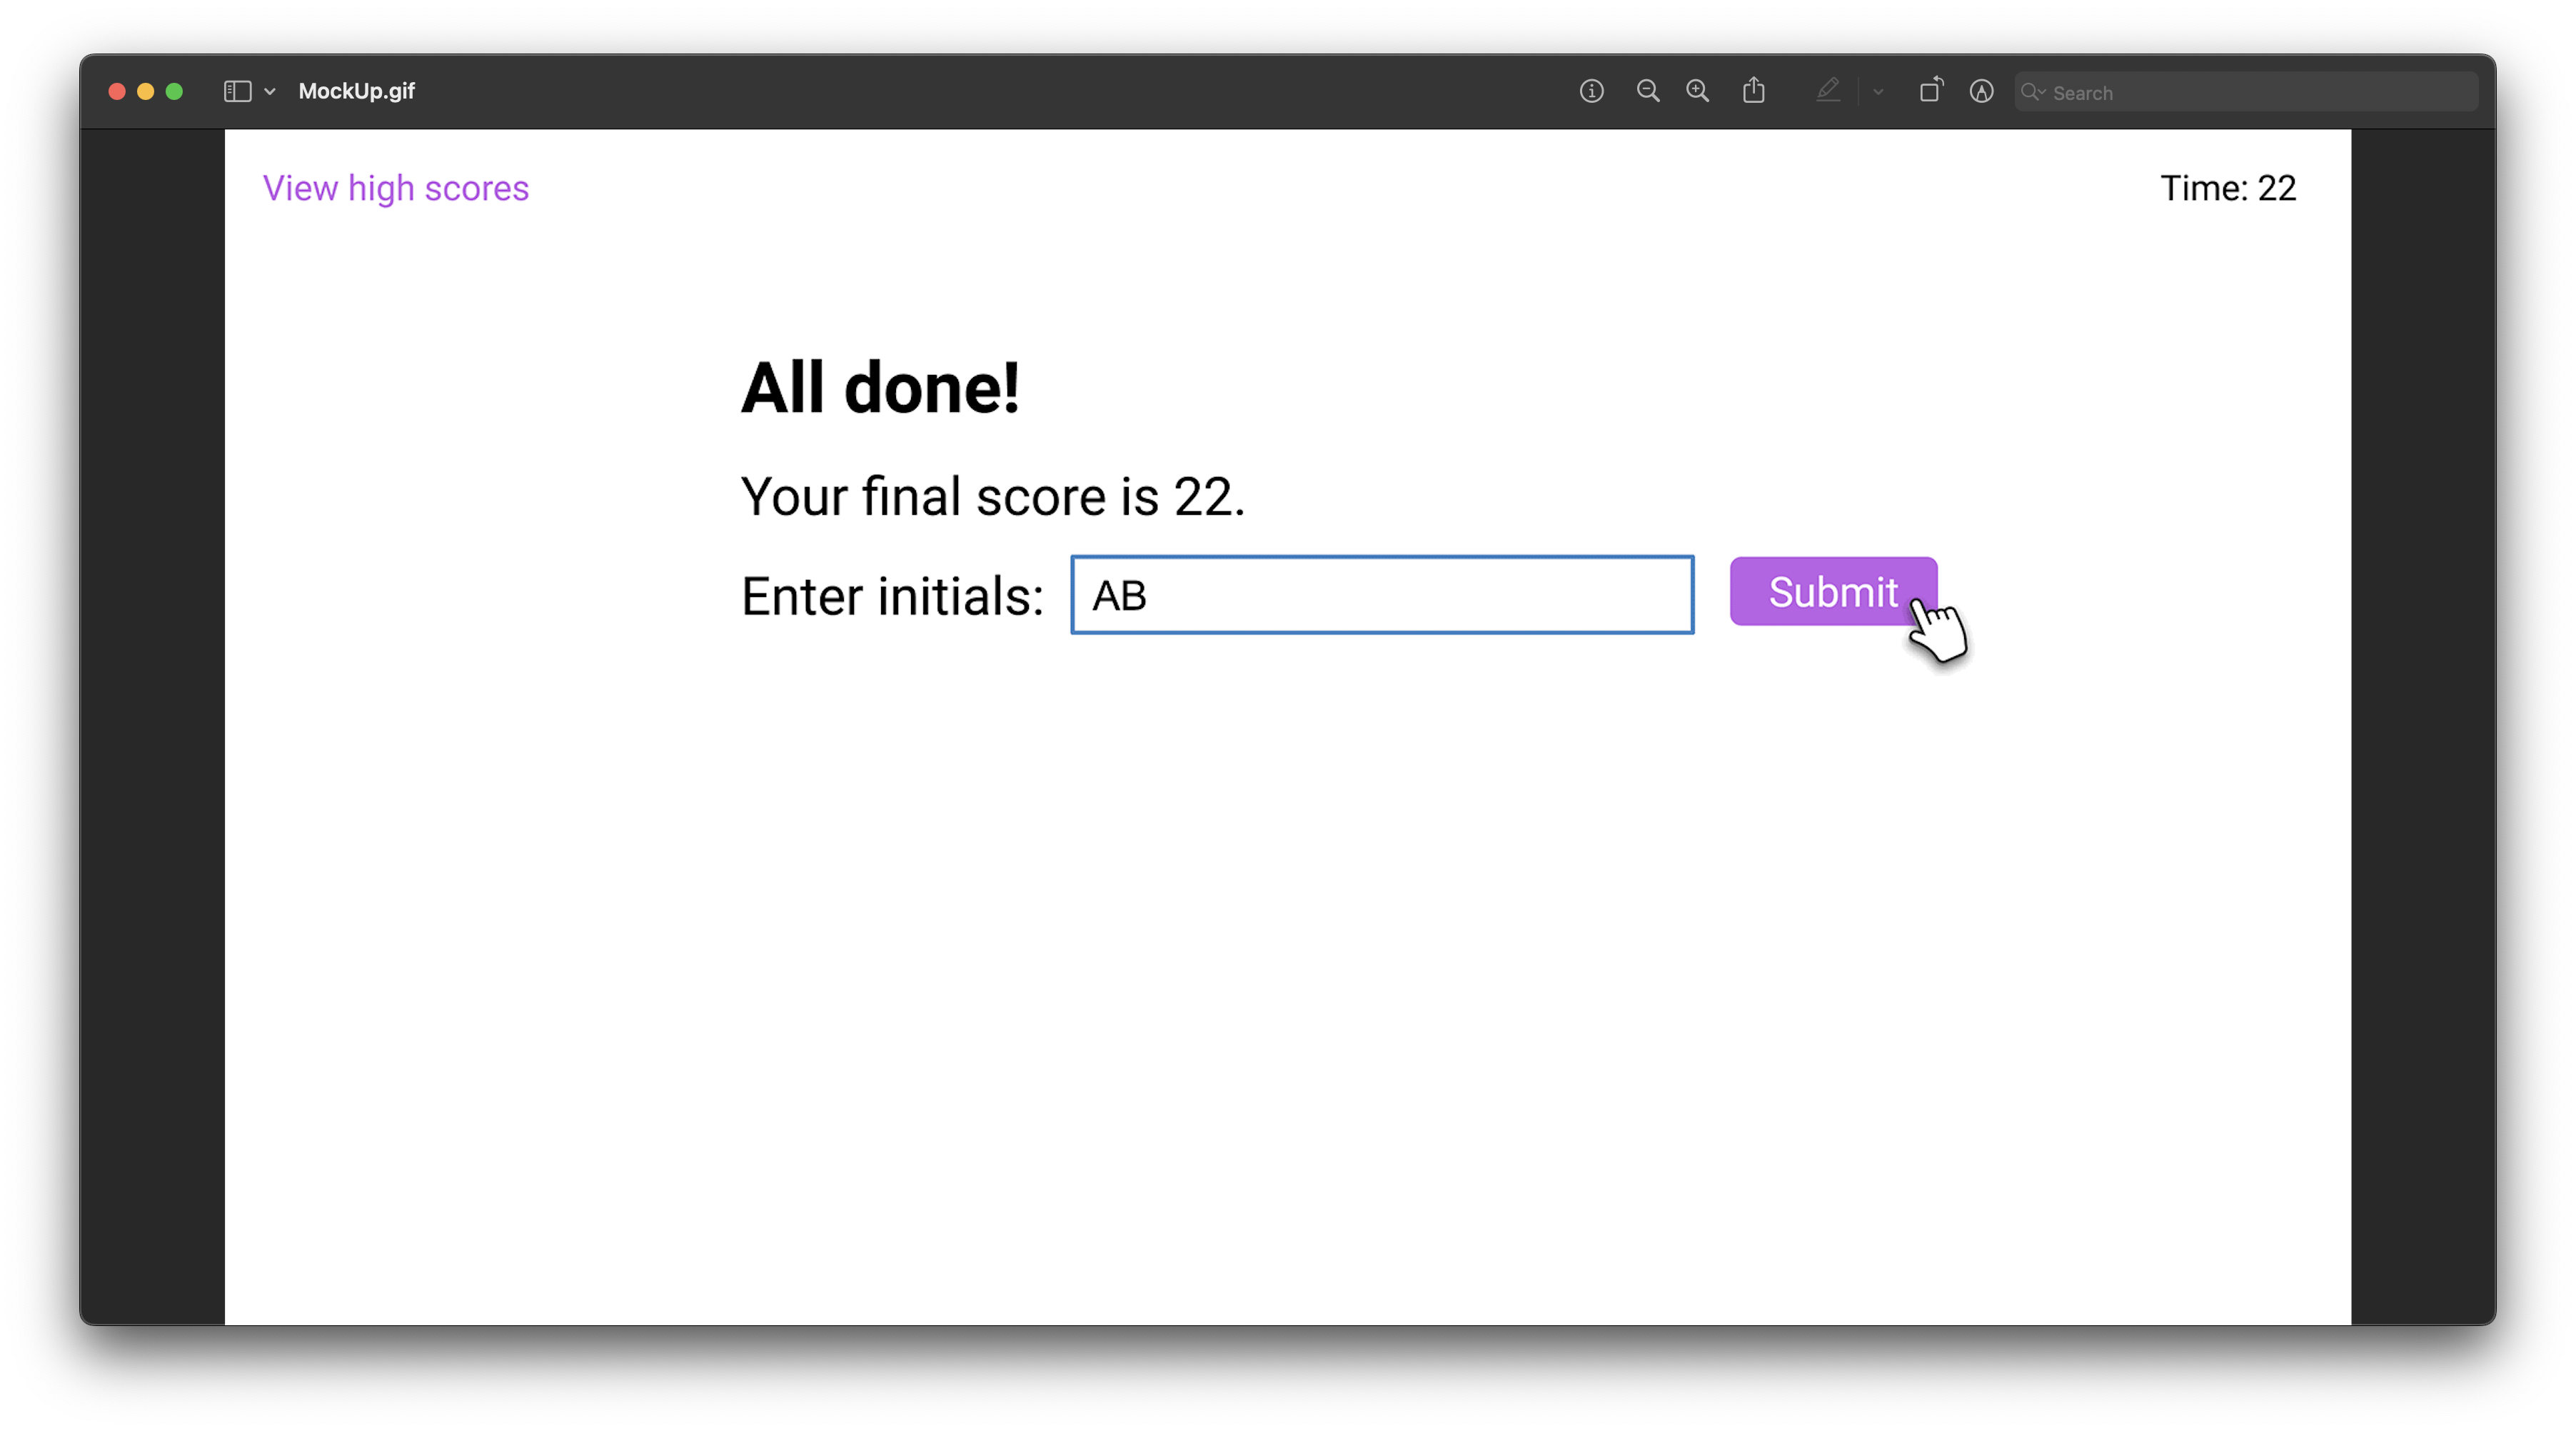 MockUp.gif
Search
View high scores
Time: 22
All done!
Your final score is 22.
Enter initials: AB Submit